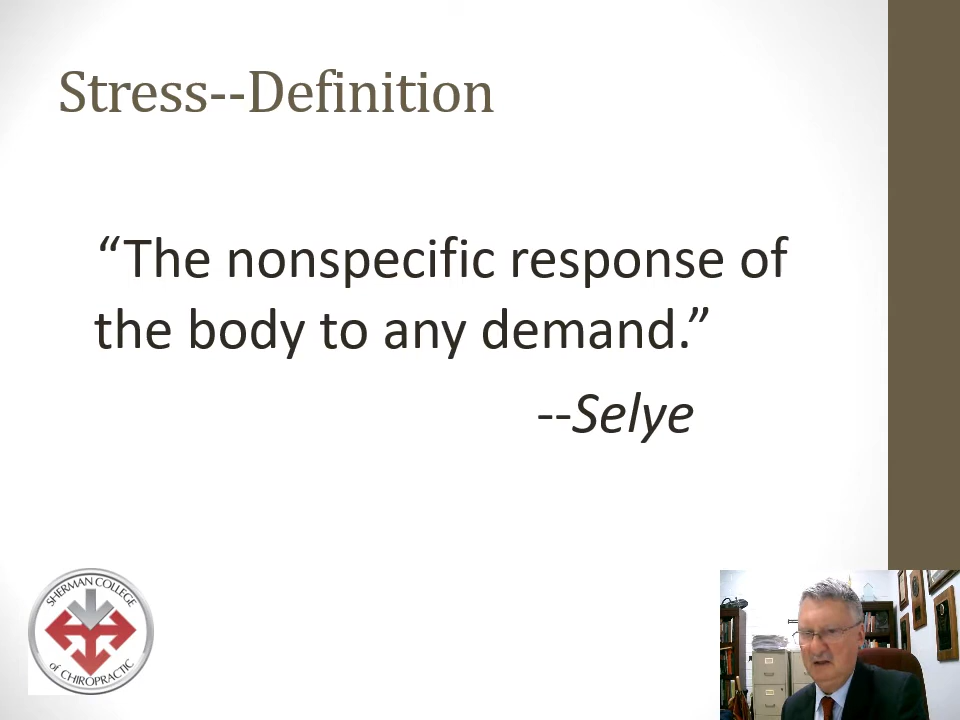 Stress--Definition
“The nonspecific response of
the body to any demand.”
--Selye
SHERMAN COLLEGE
of CHIROPRACTIC